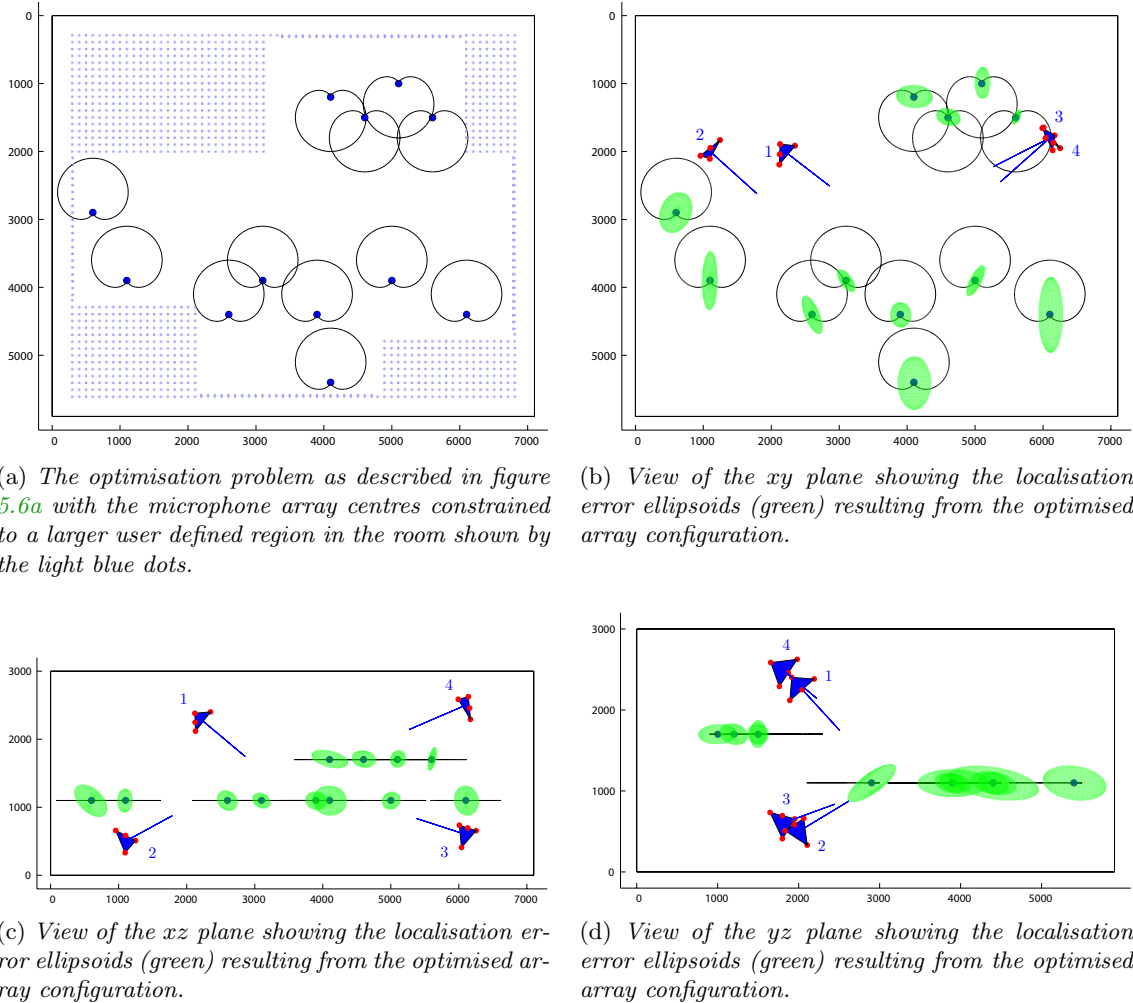 0
1000
2000
3000
4000
5000
0 1000 2000 3000 4000 5000 6000 7000
0
1000
2000
3000
4000
5000
2
1
3
4
0 1000 2000 3000 4000 5000 6000 7000
(a) The optimisation problem as described in figure
5.6a with the microphone array centres constrained
to a larger user defined region in the room shown by
the light blue dots.
(b) View of the xy plane showing the localisation
error ellipsoids (green) resulting from the optimised
array configuration.
3000
2000
1000
0
1
4
2
3
0 1000 2000 3000 4000 5000 6000 7000
3000
2000
1000
0
4
1
3
2
0 1000 2000 3000 4000 5000
(c) View of the xz plane showing the localisation er-
ror ellipsoids (green) resulting from the optimised ar-
ray configuration.
(d) View of the yz plane showing the localisation
error ellipsoids (green) resulting from the optimised
array configuration.